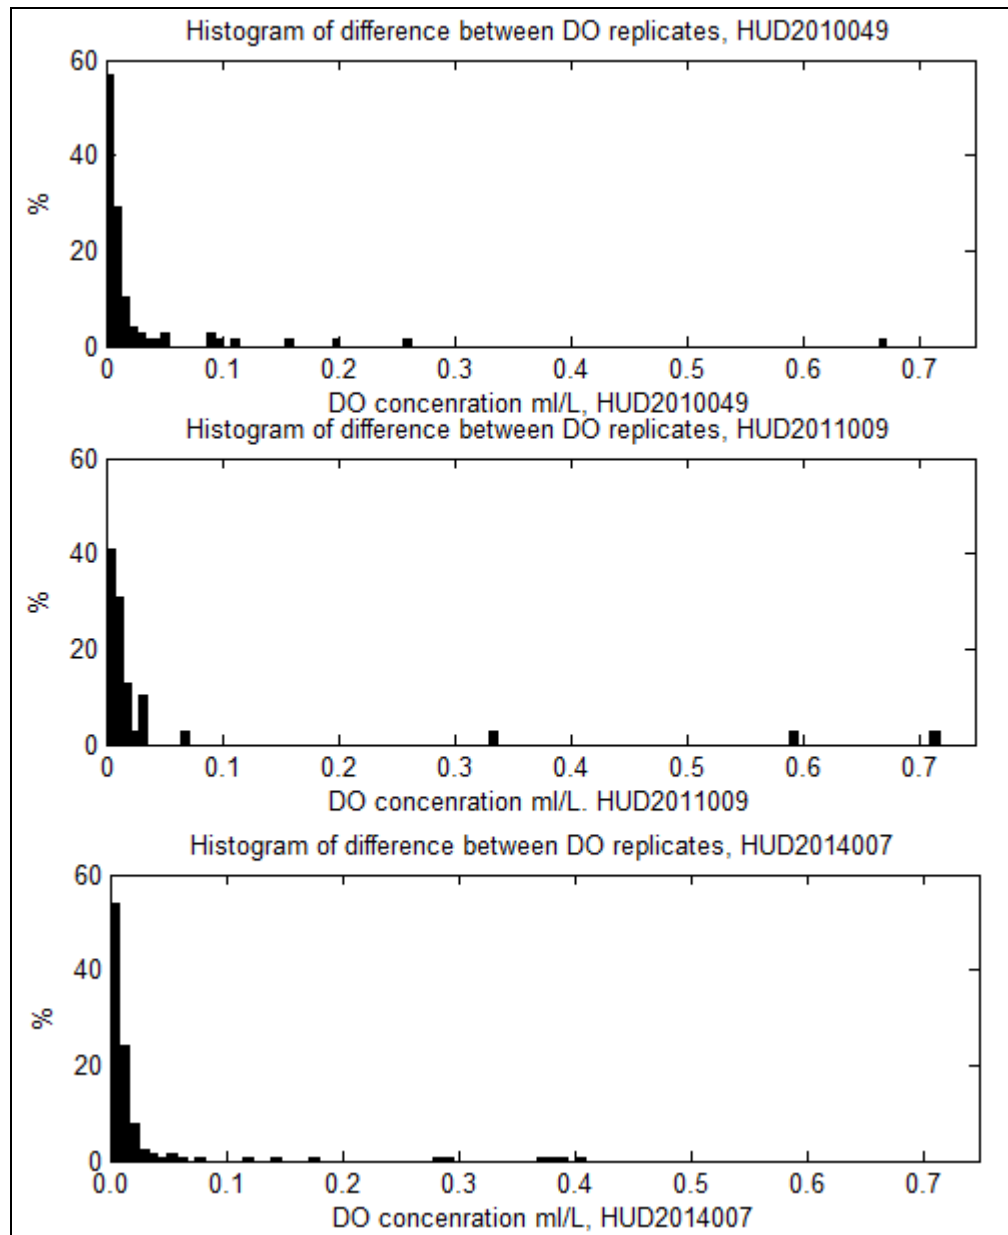 Histogram of difference between DO replicates, HUD2010049
60
40
20
0
%
0 0.1 0.2 0.3 0.4 0.5 0.6 0.7
DO concenration ml/L, HUD2010049
Histogram of difference between DO replicates, HUD2011009
60
40
20
0
%
0 0.1 0.2 0.3 0.4 0.5 0.6 0.7
DO concenration ml/L. HUD2011009
Histogram of difference between DO replicates, HUD2014007
60
40
20
0
%
0.0 0.1 0.2 0.3 0.4 0.5 0.6 0.7
DO concenration ml/L, HUD2014007